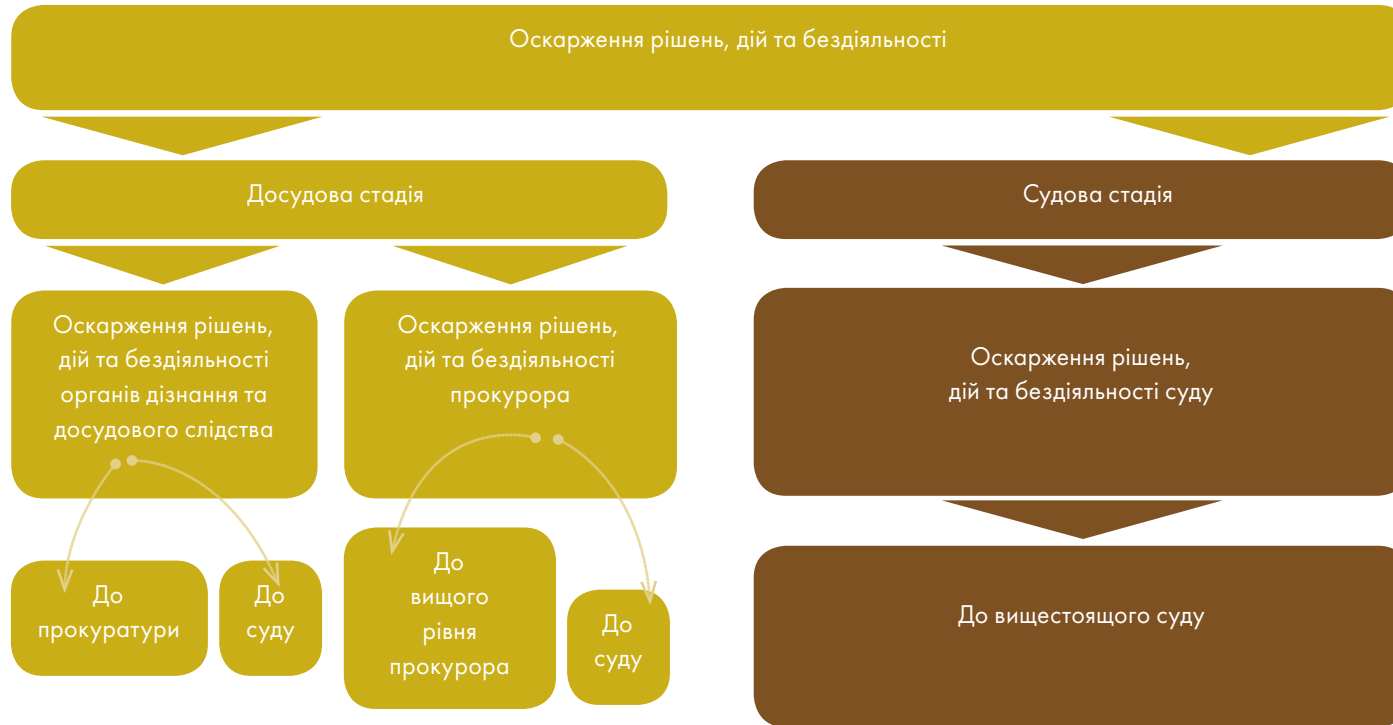 Оскарження рішень, дій та бездіяльності
Досудова стадія
Судова стадія
Оскарження рішень,
дій та бездіяльності
органів дізнання та
досудового слідства
Оскарження рішень,
дій та бездіяльності
прокурора
Оскарження рішень,
дій та бездіяльності суду
До
прокуратури
До
суду
До
вищого
рівня
прокурора
До
суду
До вищестоящого суду